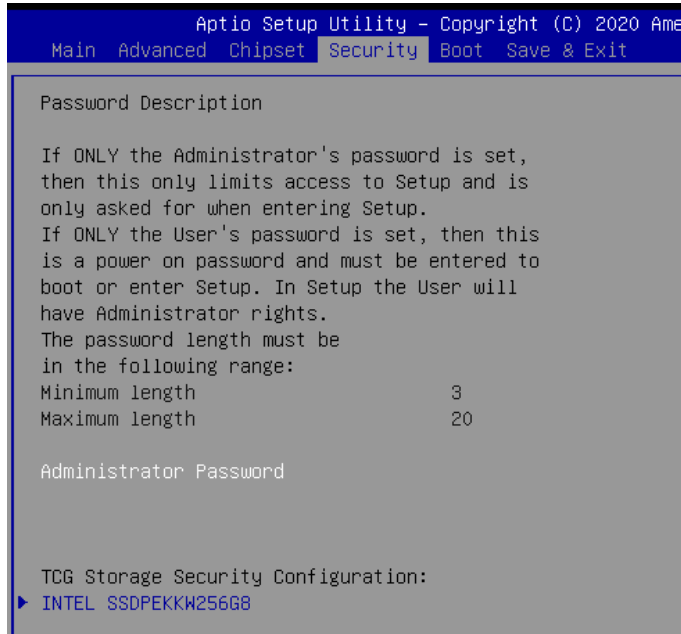 Aptio Setup Utility – Copyright (C) 2020 Ame
Main Advanced Chipset Security Boot Save & Exit
Password Description
If ONLY the Administrator's password is set,
then this only limits access to Setup and is
only asked for when entering Setup.
If ONLY the User's password is set, then this
is a power on password and must be entered to
boot or enter Setup. In Setup the User will
have Administrator rights.
The password length must be
in the following range:
Minimum length 3
Maximum length 20
Administrator Password
TCG Storage Security Configuration:
INTEL SSDPEKKW256G8